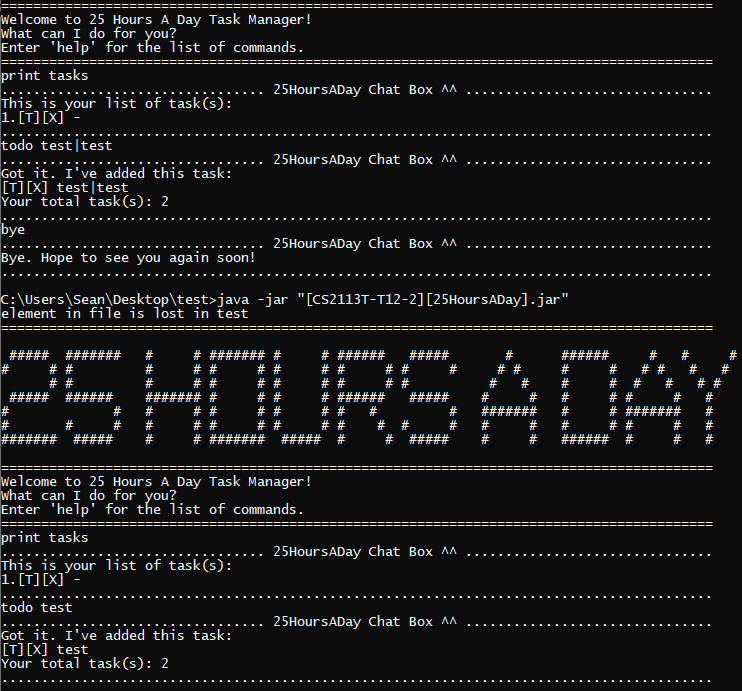 ================================================================================
Welcome to 25 Hours A Day Task Manager!
What can I do for you?
Enter 'help' for the list of commands.
================================================================================
print tasks
................................. 25HoursADay Chat Box ^^ ...............................
This is your list of task(s):
1.[T][X] -
.........................................................................................
todo test|test
................................. 25HoursADay Chat Box ^^ ...............................
Got it. I've added this task:
[T][X] test|test
Your total task(s): 2
.........................................................................................
bye
................................. 25HoursADay Chat Box ^^ ...............................
Bye. Hope to see you again soon!
.........................................................................................
C:\Users\Sean\Desktop\test>java -jar "[CS2113T-T12-2][25HoursADay].jar"
element in file is lost in test
================================================================================
25 HOURS A DAY
================================================================================
Welcome to 25 Hours A Day Task Manager!
What can I do for you?
Enter 'help' for the list of commands.
================================================================================
print tasks
................................. 25HoursADay Chat Box ^^ ...............................
This is your list of task(s):
1.[T][X] -
.........................................................................................
todo test
................................. 25HoursADay Chat Box ^^ ...............................
Got it. I've added this task:
[T][X] test
Your total task(s): 2
.........................................................................................